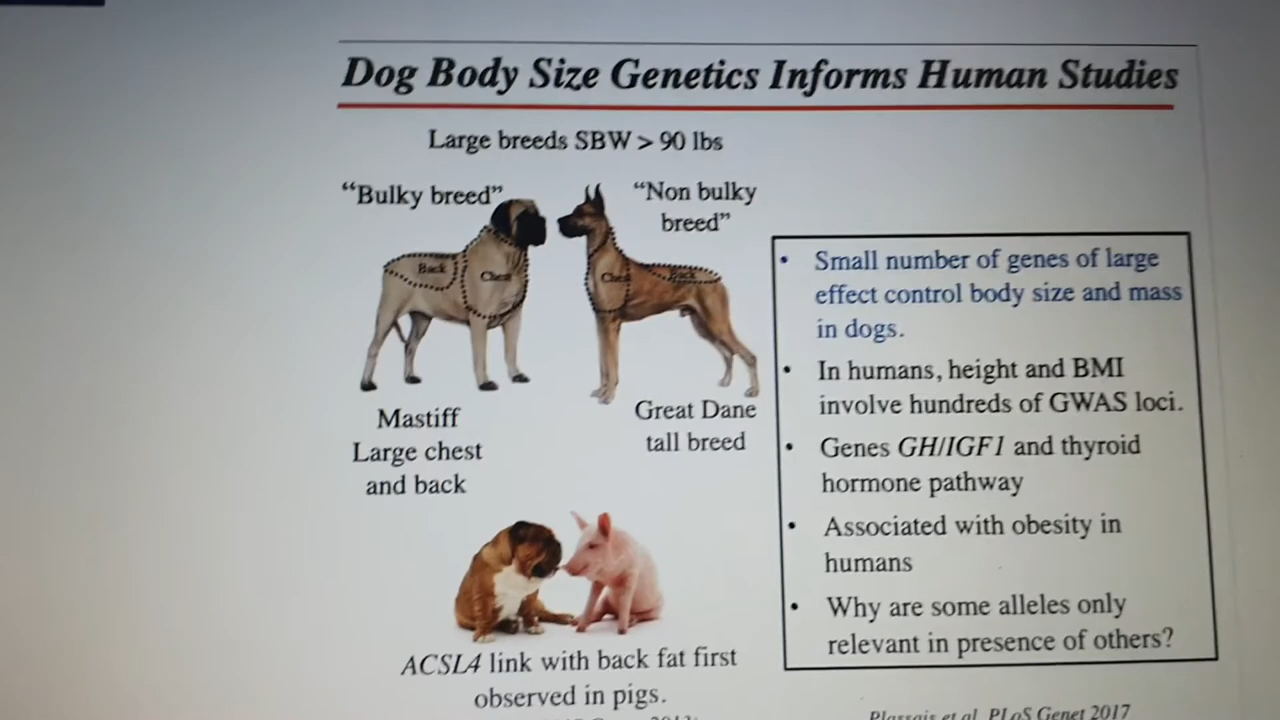 Dog Body Size Genetics Informs Human Studies
Large breeds SBW > 90 lbs
“Bulky breed”
“Non bulky
breed”
Back
Chest
Chest
Back
Mastiff
Large chest
and back
Great Dane
tall breed
ACSL4 link with back fat first
observed in pigs.
• Small number of genes of large
effect control body size and mass
in dogs.
• In humans, height and BMI
involve hundreds of GWAS loci.
• Genes GH/IGF1 and thyroid
hormone pathway
• Associated with obesity in
humans
• Why are some alleles only
relevant in presence of others?
Plassais et al. PLoS Genet 2017